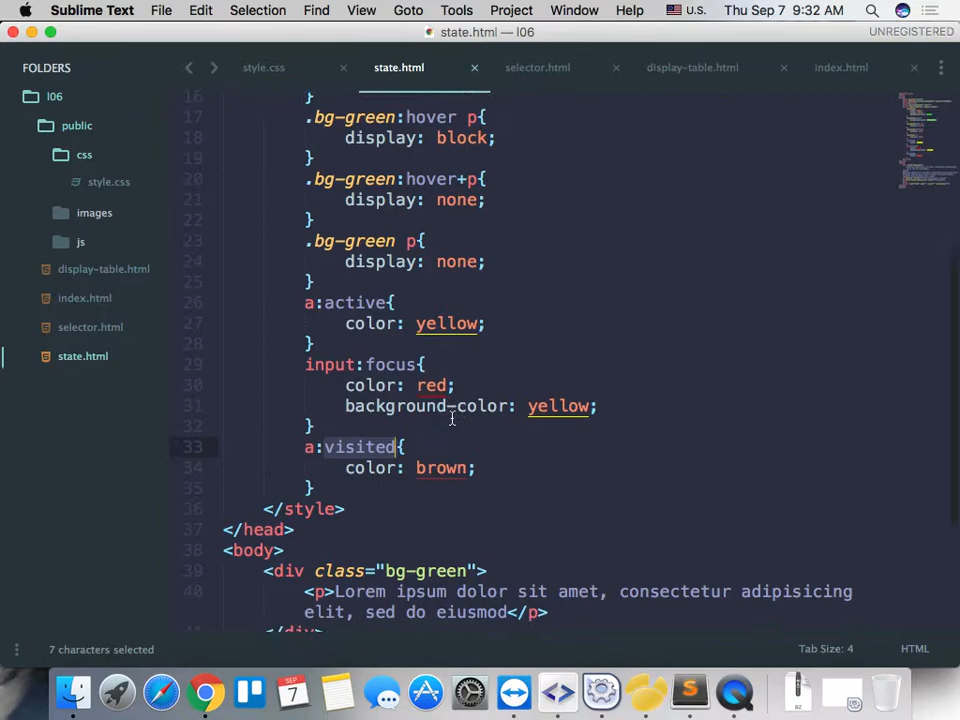 Sublime Text File Edit Selection Find View Goto Tools Project Window Help U.S. Thu Sep 7 9:32 AM
state.html — l06 UNREGISTERED
FOLDERS
l06
public
css
style.css
images
js
display-table.html
index.html
selector.html
state.html
style.css × state.html × selector.html × display-table.html × index.html ×
16 }
17 .bg-green:hover p{
18 display: block;
19 }
20 .bg-green:hover+p{
21 display: none;
22 }
23 .bg-green p{
24 display: none;
25 }
26 a:active{
27 color: yellow;
28 }
29 input:focus{
30 color: red;
31 background-color: yellow;
32 }
33 a:visited{
34 color: brown;
35 }
36 </style>
37 </head>
38 <body>
39 <div class="bg-green">
40 <p>Lorem ipsum dolor sit amet, consectetur adipisicing
elit, sed do eiusmod</p>
</div>
7 characters selected Tab Size: 4 HTML
SEP
7